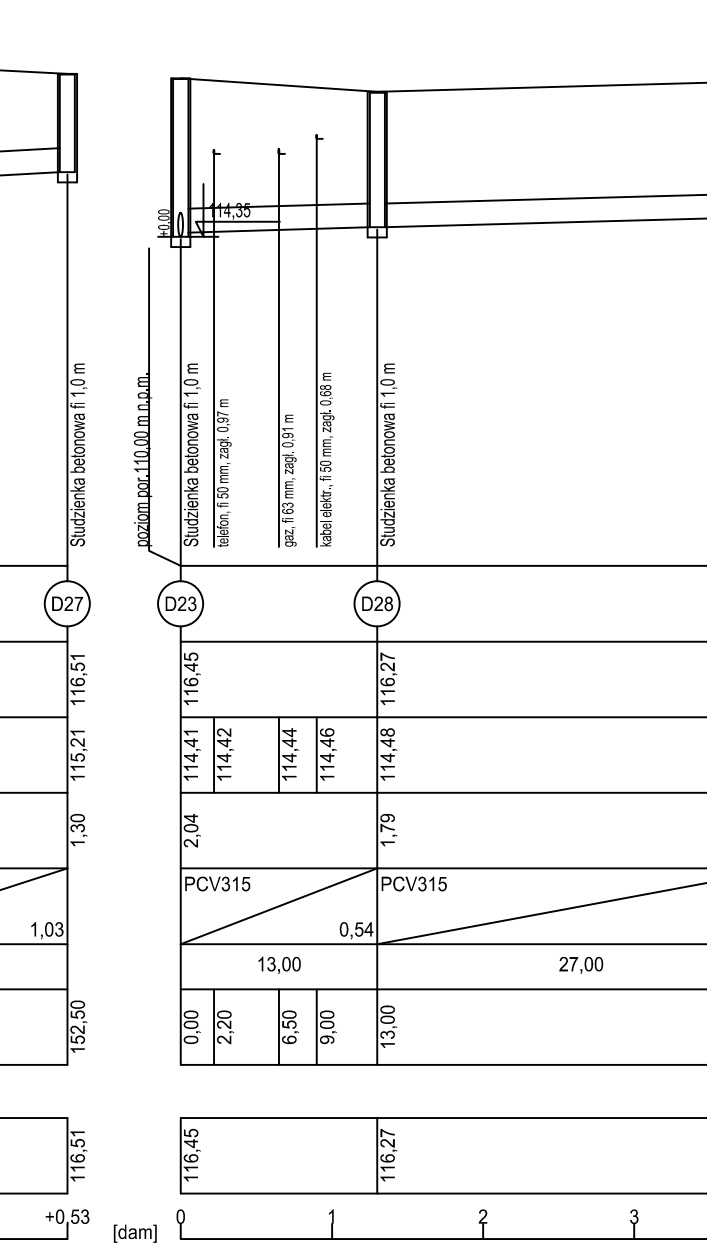 +0.00
114,35
Studzienka betonowa fi 1,0 m
poziom por.110,00 m n.p.m.
Studzienka betonowa fi 1,0 m
telefon, fi 50 mm, zagł. 0,97 m
gaz, fi 63 mm, zagł. 0,91 m
kabel elektr., fi 50 mm, zagł. 0,68 m
Studzienka betonowa fi 1,0 m
D27
D23
D28
116,51
116,45
116,27
115,21
114,41
114,42
114,44
114,46
114,48
1,30
2,04
1,79
PCV315
PCV315
1,03
0,54
13,00
27,00
152,50
0,00
2,20
6,50
9,00
13,00
116,51
116,45
116,27
+0,53
[dam]
0
1
2
3